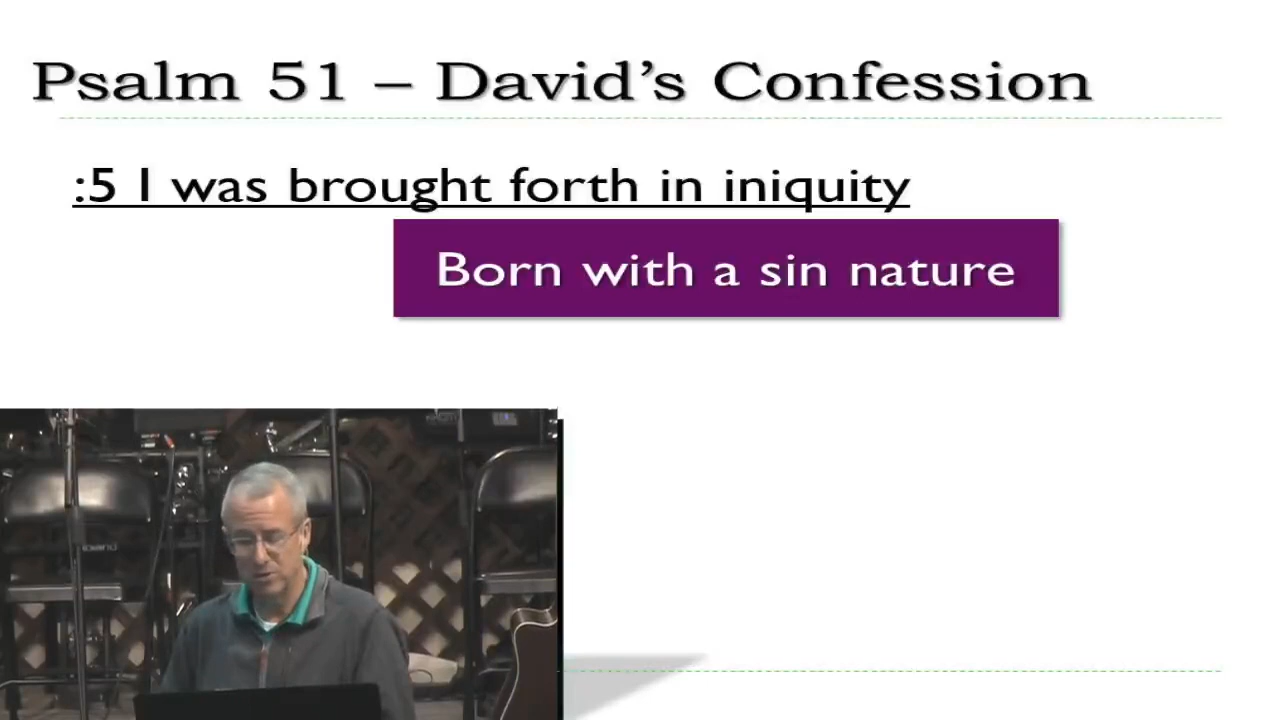 Psalm 51 – David’s Confession
:5 I was brought forth in iniquity
Born with a sin nature